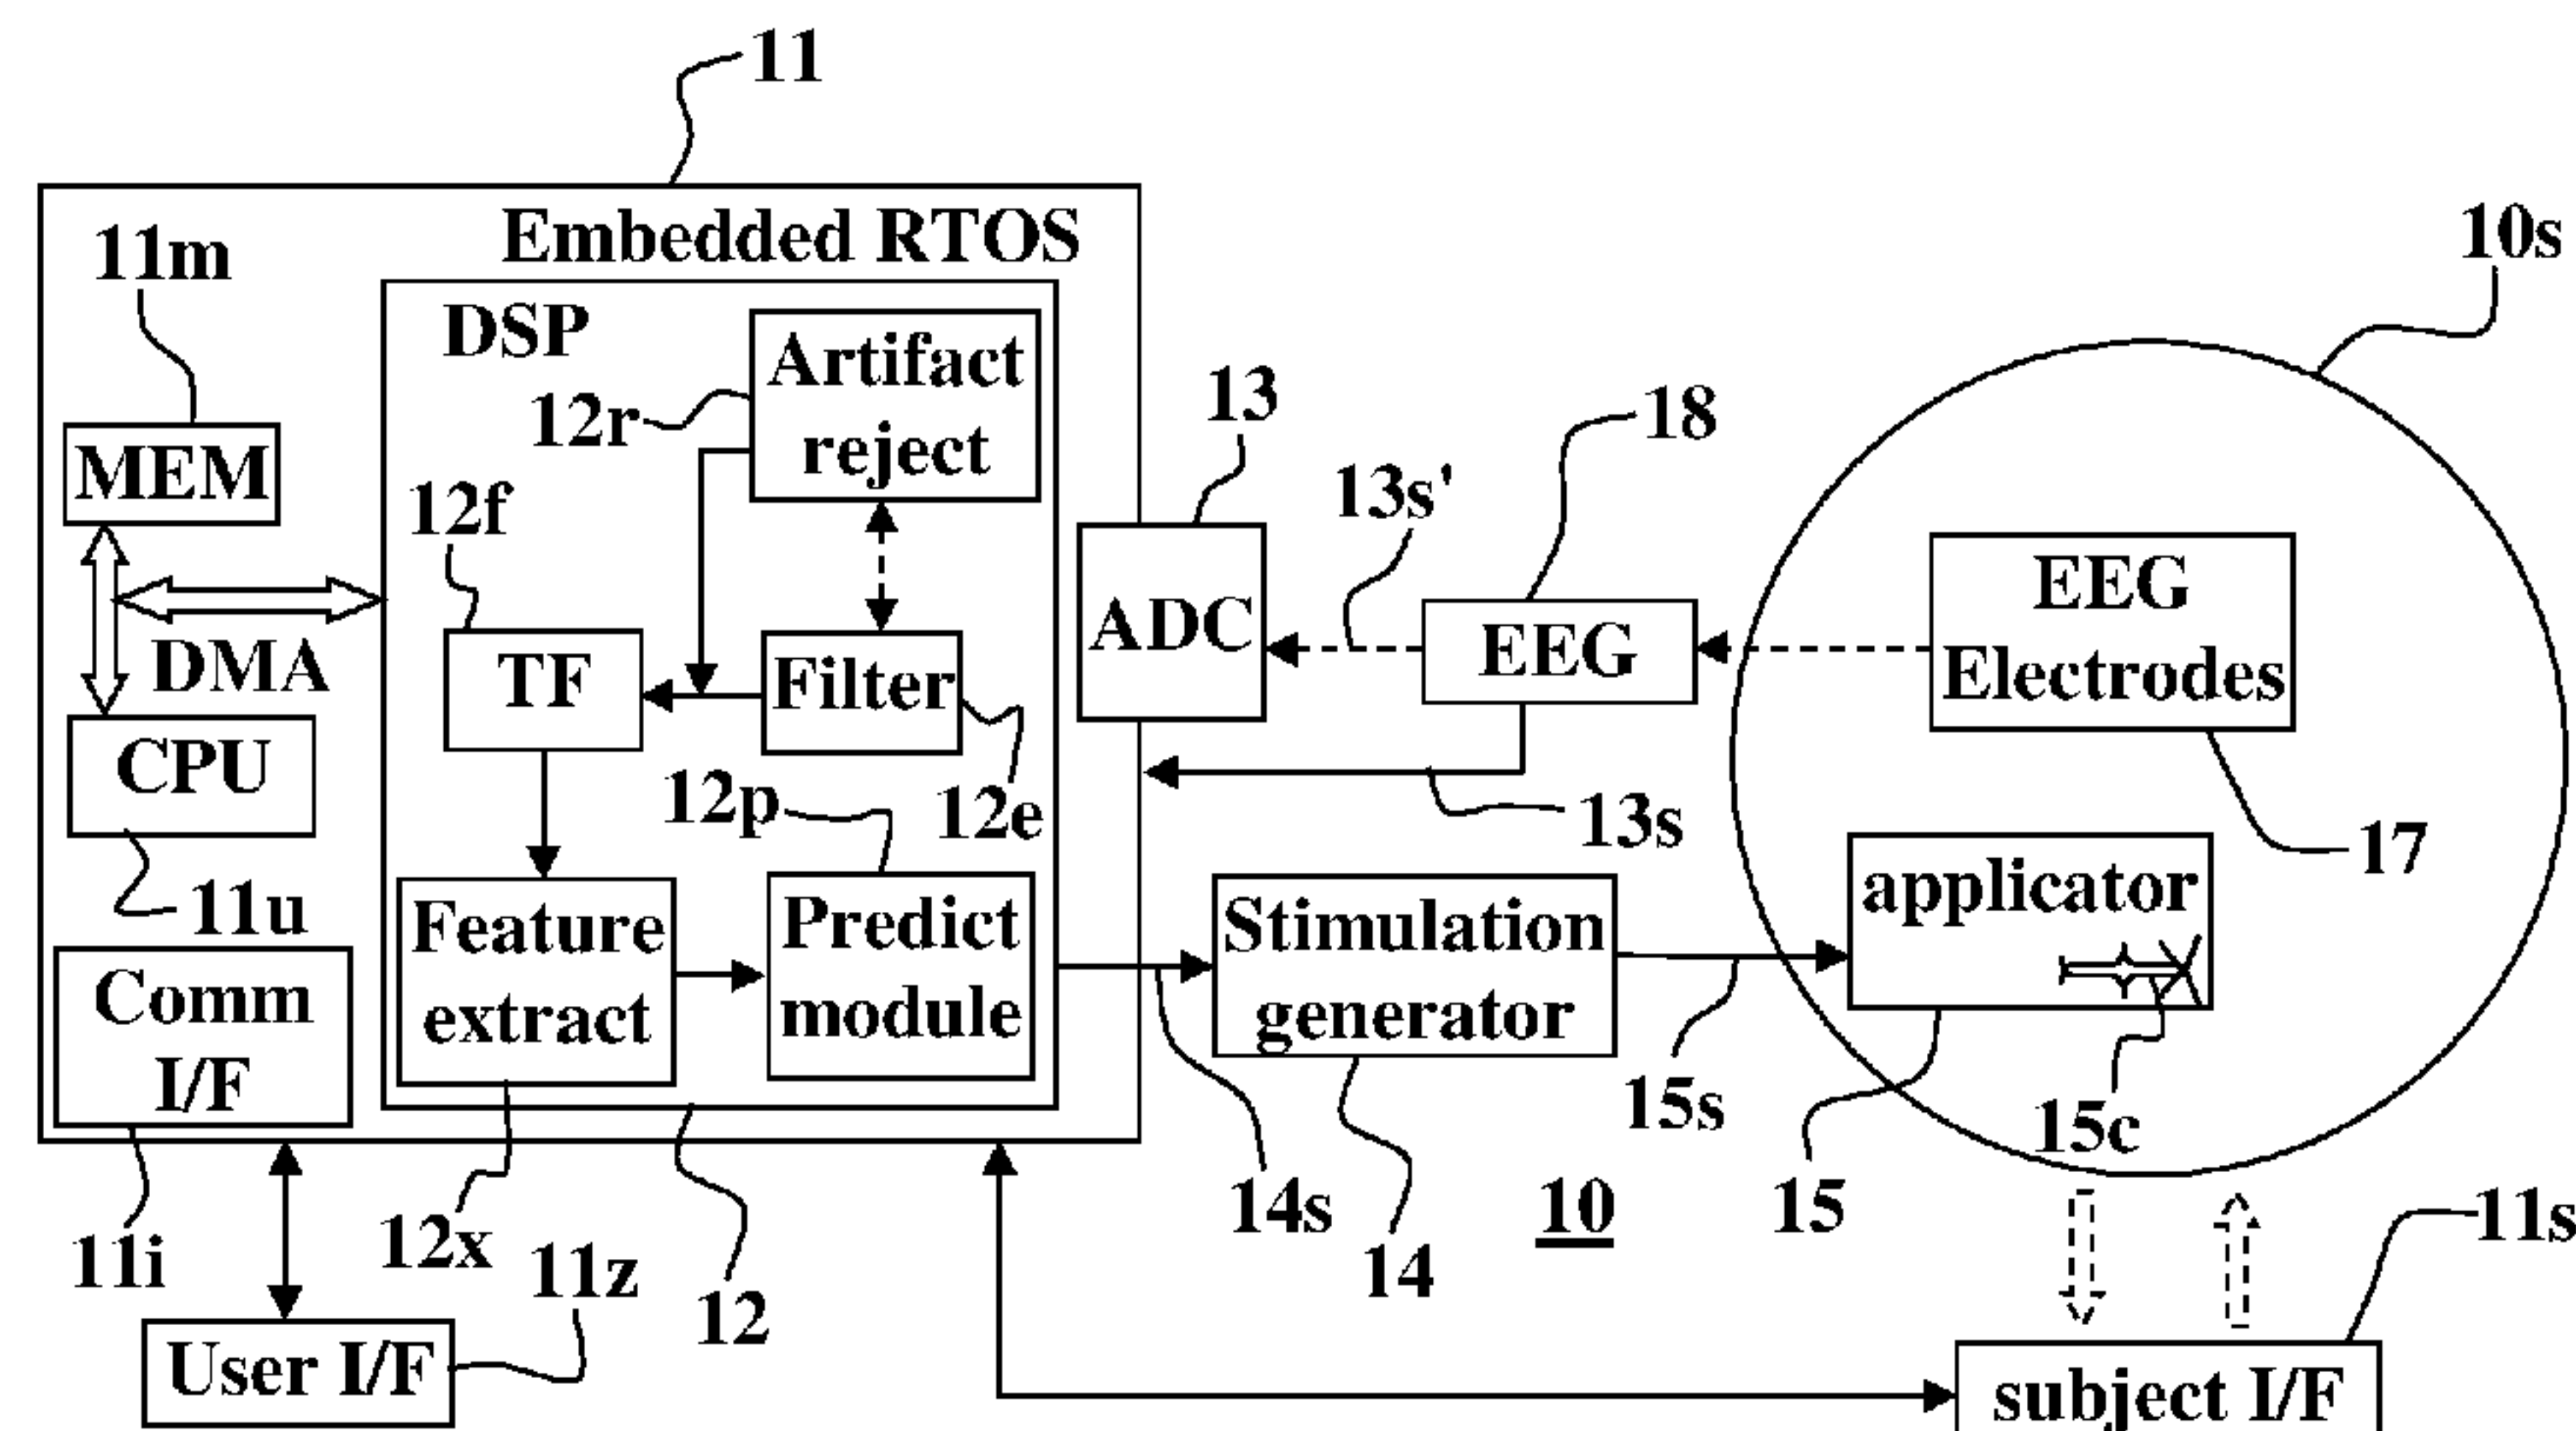 11
Embedded RTOS
10s
11m
DSP
Artifact
reject
12r
13
18
13s'
MEM
12f
DMA
TF
Filter
ADC
EEG
EEG
Electrodes
CPU
12p
12e
13s
17
11u
Feature
extract
Predict
module
Stimulation
generator
applicator
Comm
I/F
15s
15c
11i
12x
11z
12
14s
14
10
15
11s
User I/F
subject I/F